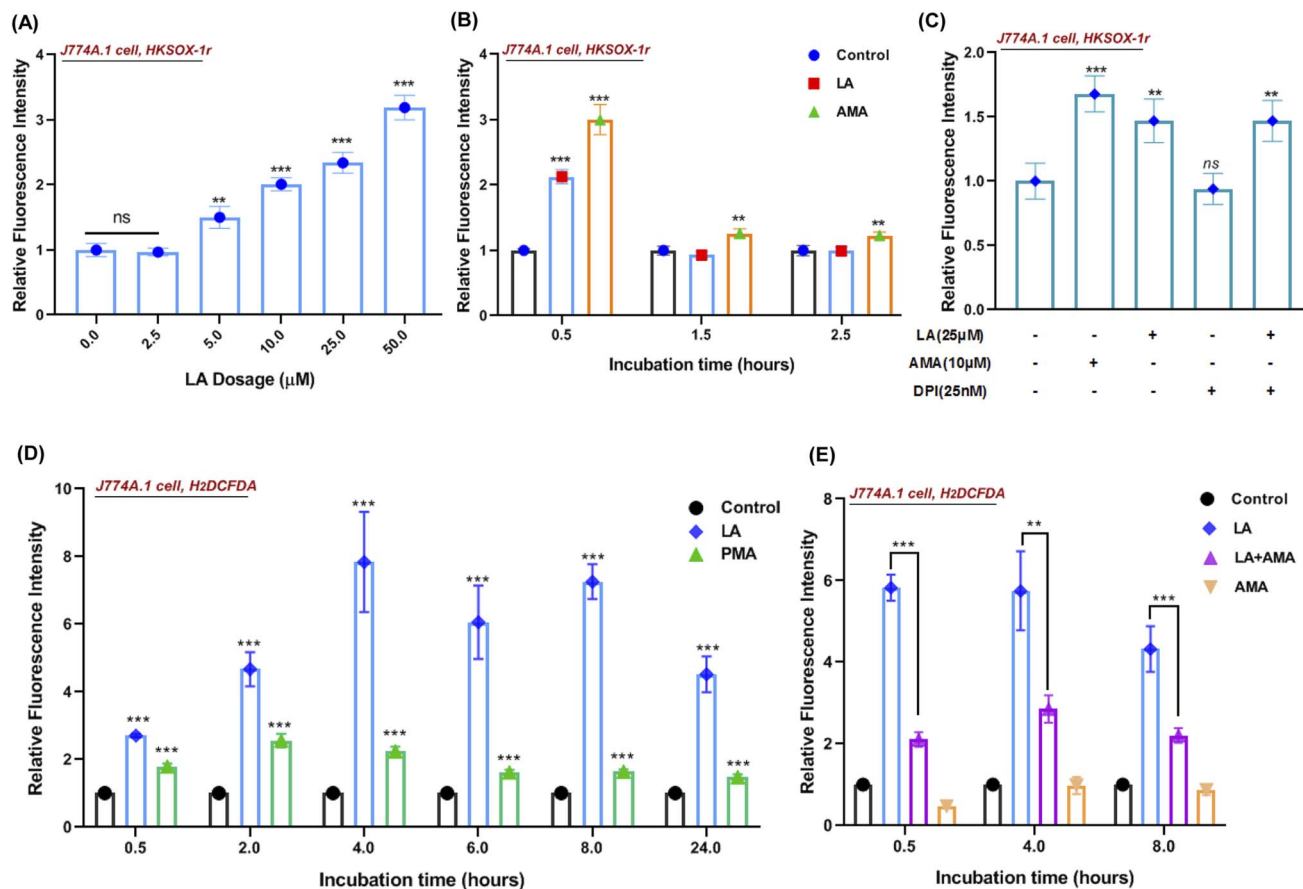 (A)
J774A.1 cell, HKSOX-1r
Relative Fluorescence Intensity
4
3
2
1
0
ns
**
***
***
***
0.0 2.5 5.0 10.0 25.0 50.0
LA Dosage (μM)
(B)
J774A.1 cell, HKSOX-1r
Control
LA
AMA
Relative Fluorescence Intensity
4
3
2
1
0
***
***
**
**
0.5 1.5 2.5
Incubation time (hours)
(C)
J774A.1 cell, HKSOX-1r
Relative Fluorescence Intensity
2.0
1.5
1.0
0.5
0.0
*** ** ns **
LA(25μM) - - + - +
AMA(10μM) - + - - -
DPI(25nM) - - - + +
(D)
J774A.1 cell, H2DCFDA
Control
LA
PMA
Relative Fluorescence Intensity
10
8
6
4
2
0
*** *** *** *** *** ***
*** *** *** *** *** ***
0.5 2.0 4.0 6.0 8.0 24.0
Incubation time (hours)
(E)
J774A.1 cell, H2DCFDA
Control
LA
LA+AMA
AMA
Relative Fluorescence Intensity
8
6
4
2
0
*** ** ***
0.5 4.0 8.0
Incubation time (hours)